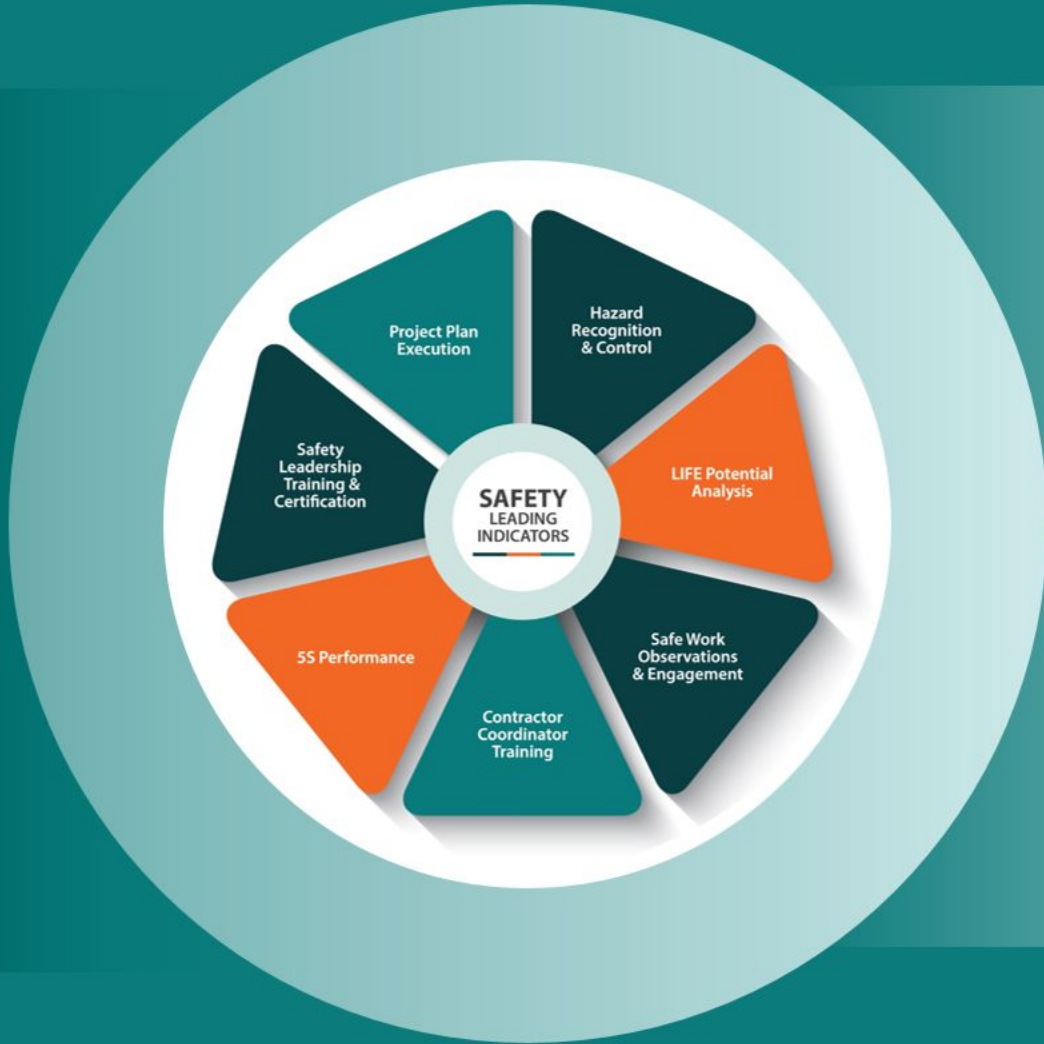 SAFETY
LEADING
INDICATORS
Hazard
Recognition
& Control
LIFE Potential
Analysis
Safe Work
Observations
& Engagement
Contractor
Coordinator
Training
5S Performance
Safety
Leadership
Training &
Certification
Project Plan
Execution